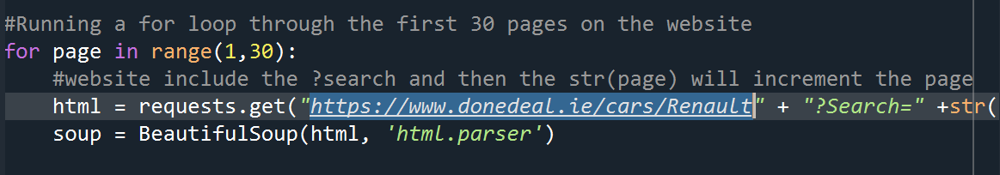 #Running a for loop through the first 30 pages on the website
for page in range(1,30):
#website include the ?search and then the str(page) will increment the page
html = requests.get("https://www.donedeal.ie/cars/Renault" + "?Search=" +str(
soup = BeautifulSoup(html, 'html.parser')